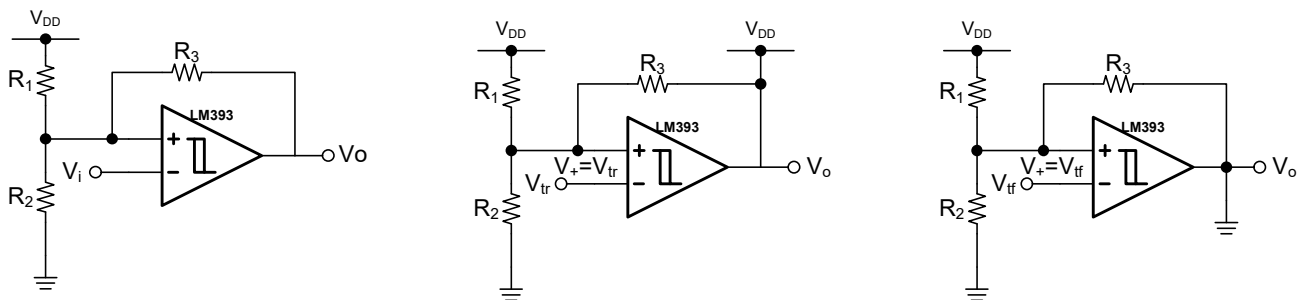 VDD
R3
R1
LM393
+
Vi
-
Vo
R2
VDD
VDD
R3
R1
LM393
+
V+=Vtr
Vtr
-
Vo
R2
VDD
R3
R1
LM393
+
V+=Vtf
Vtf
-
Vo
R2